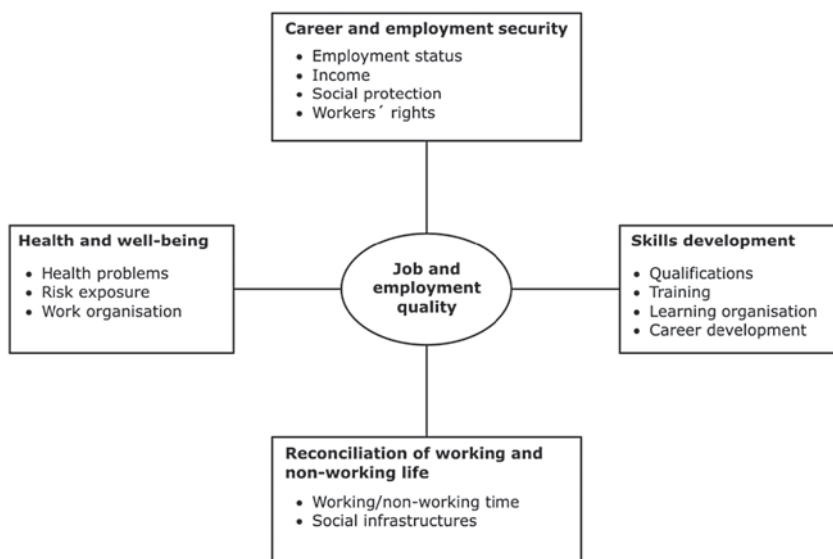 Career and employment security
• Employment status
• Income
• Social protection
• Workers´ rights
Health and well-being
• Health problems
• Risk exposure
• Work organisation
Job and
employment
quality
Skills development
• Qualifications
• Training
• Learning organisation
• Career development
Reconciliation of working and
non-working life
• Working/non-working time
• Social infrastructures